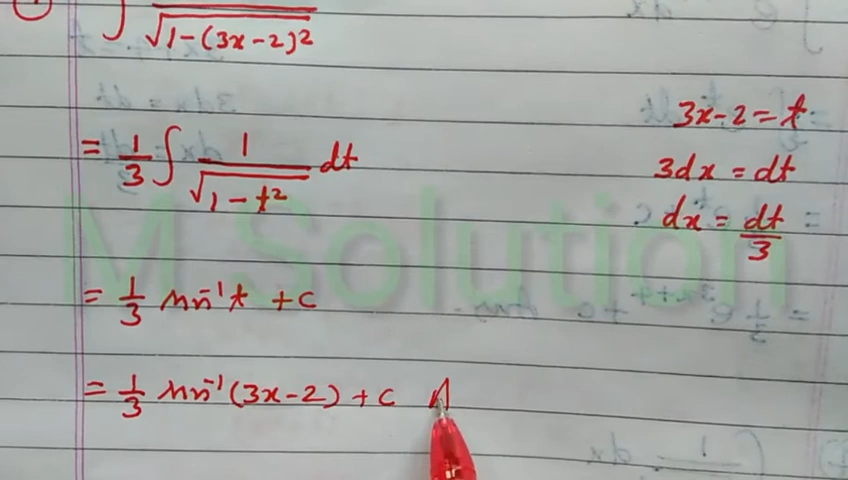 ∫ 1/√(1-(3x-2)²)
3x-2 = t
= 1/3 ∫ 1/√(1-t²) dt
3dx = dt
dx = dt/3
= 1/3 sin⁻¹t + c
= 1/3 sin⁻¹(3x-2) + c A
M Solution